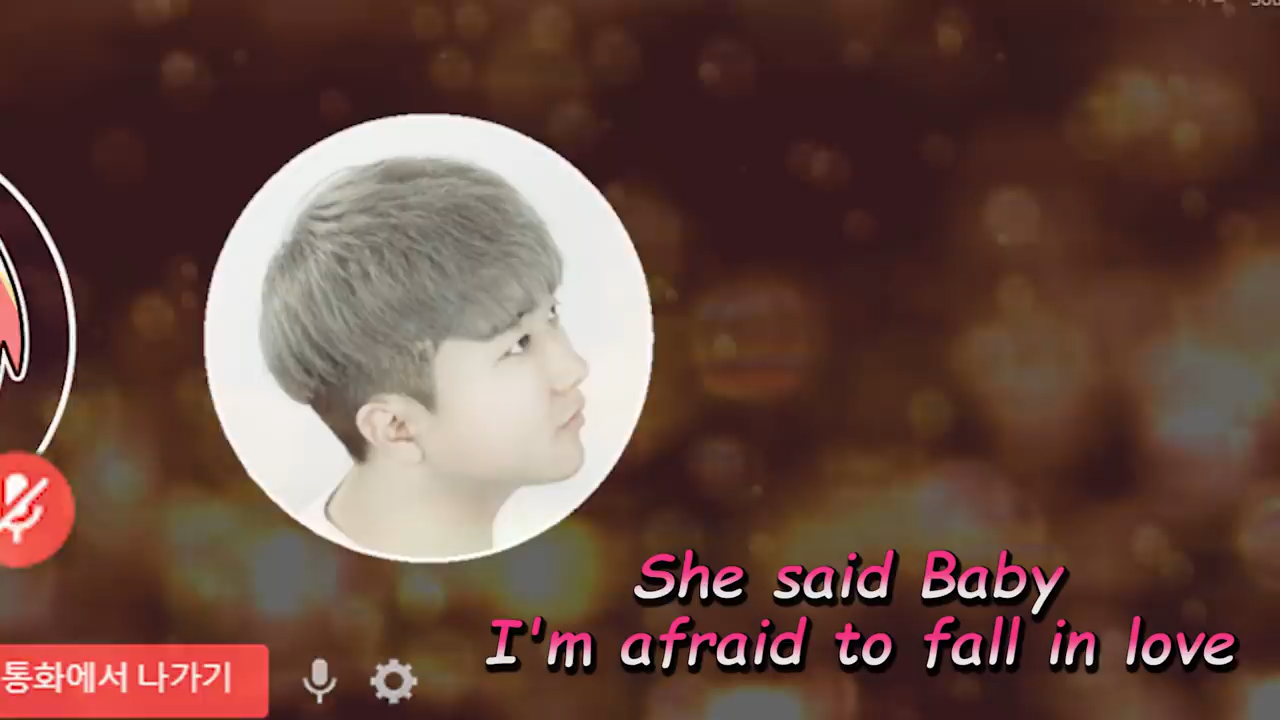 She said Baby
I'm afraid to fall in love
통화에서 나가기